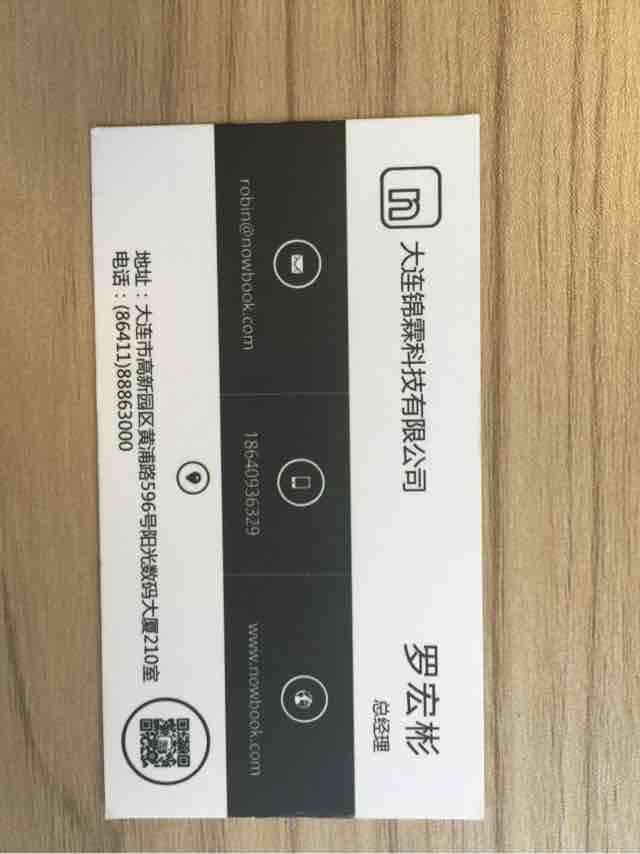 大连锦霖科技有限公司
罗宏彬
总经理
robin@nowbook.com
18640936329
www.nowbook.com
地址：大连市高新园区黄浦路596号阳光数码大厦210室
电话：(86411)88863000